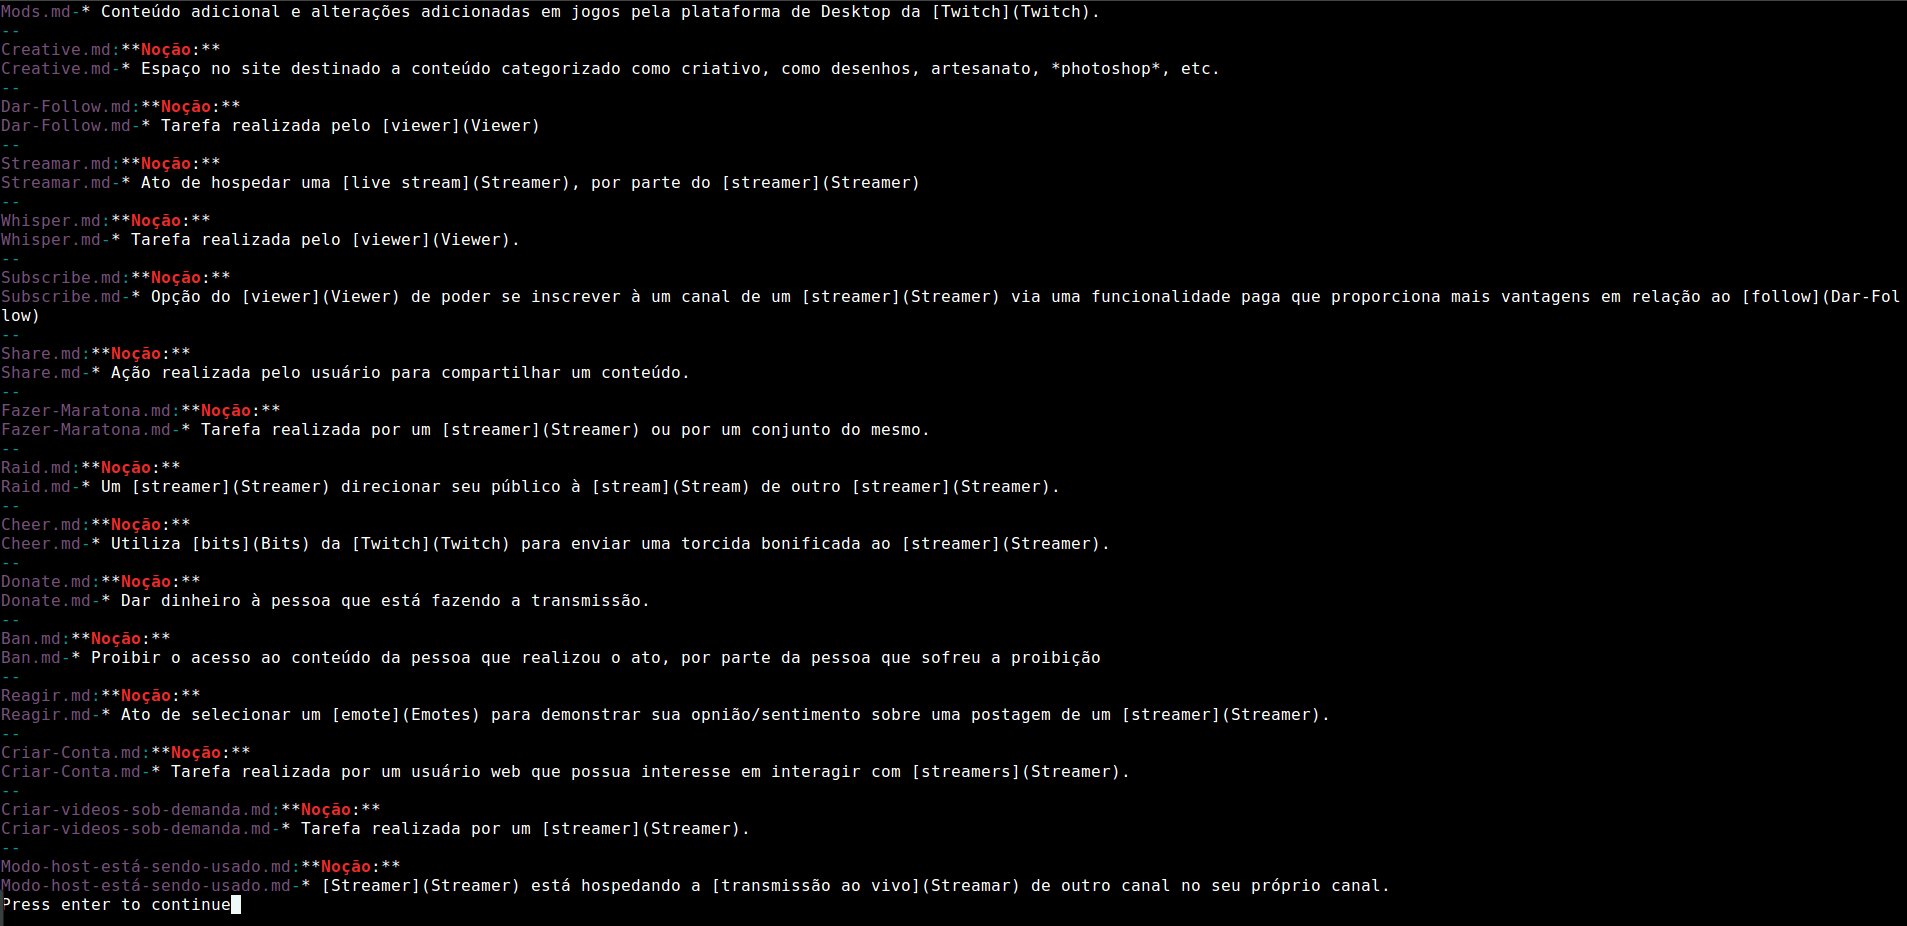 Mods.md-* Conteúdo adicional e alterações adicionadas em jogos pela plataforma de Desktop da [Twitch](Twitch).
--
Creative.md:**Noção:**
Creative.md-* Espaço no site destinado a conteúdo categorizado como criativo, como desenhos, artesanato, *photoshop*, etc.
--
Dar-Follow.md:**Noção:**
Dar-Follow.md-* Tarefa realizada pelo [viewer](Viewer)
--
Streamar.md:**Noção:**
Streamar.md-* Ato de hospedar uma [live stream](Streamer), por parte do [streamer](Streamer)
--
Whisper.md:**Noção:**
Whisper.md-* Tarefa realizada pelo [viewer](Viewer).
--
Subscribe.md:**Noção:**
Subscribe.md-* Opção do [viewer](Viewer) de poder se inscrever à um canal de um [streamer](Streamer) via uma funcionalidade paga que proporciona mais vantagens em relação ao [follow](Dar-Fol
low)
--
Share.md:**Noção:**
Share.md-* Ação realizada pelo usuário para compartilhar um conteúdo.
--
Fazer-Maratona.md:**Noção:**
Fazer-Maratona.md-* Tarefa realizada por um [streamer](Streamer) ou por um conjunto do mesmo.
--
Raid.md:**Noção:**
Raid.md-* Um [streamer](Streamer) direcionar seu público à [stream](Stream) de outro [streamer](Streamer).
--
Cheer.md:**Noção:**
Cheer.md-* Utiliza [bits](Bits) da [Twitch](Twitch) para enviar uma torcida bonificada ao [streamer](Streamer).
--
Donate.md:**Noção:**
Donate.md-* Dar dinheiro à pessoa que está fazendo a transmissão.
--
Ban.md:**Noção:**
Ban.md-* Proibir o acesso ao conteúdo da pessoa que realizou o ato, por parte da pessoa que sofreu a proibição
--
Reagir.md:**Noção:**
Reagir.md-* Ato de selecionar um [emote](Emotes) para demonstrar sua opnião/sentimento sobre uma postagem de um [streamer](Streamer).
--
Criar-Conta.md:**Noção:**
Criar-Conta.md-* Tarefa realizada por um usuário web que possua interesse em interagir com [streamers](Streamer).
--
Criar-videos-sob-demanda.md:**Noção:**
Criar-videos-sob-demanda.md-* Tarefa realizada por um [streamer](Streamer).
--
Modo-host-está-sendo-usado.md:**Noção:**
Modo-host-está-sendo-usado.md-* [Streamer](Streamer) está hospedando a [transmissão ao vivo](Streamar) de outro canal no seu próprio canal.
Press enter to continue